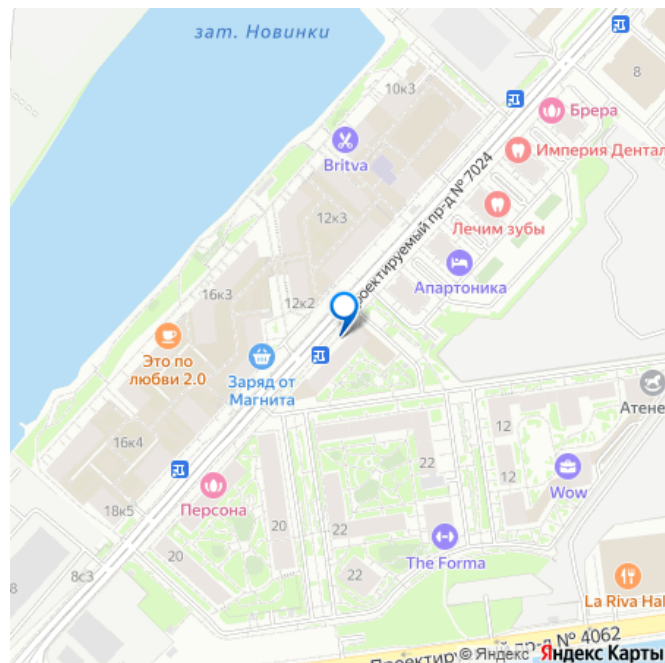 зат. Новинки
8
10к3
Брера
Britva
Империя Дентал
Проектируемый пр-д № 7024
Лечим зубы
12к3
Апартоника
16к3
12к2
Это по
любви 2.0
Заряд от
Магнита
Атене
12
16к4
22
12
Wow
Персона
18к5
20
22
The Forma
20
8с3
22
La Riva Hal
Проектируемый пр-д № 4062
© Яндекс Яндекс Карты